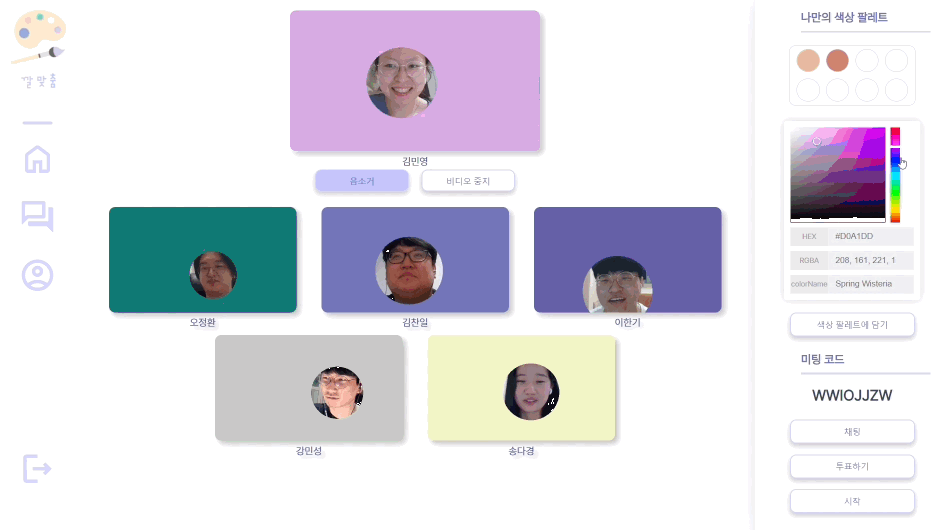 깔맞춤
김민영
음소거
비디오 중지
오정환
김찬일
이한기
강민성
송다경
나만의 색상 팔레트
HEX #D0A1DD
RGBA 208, 161, 221, 1
colorName Spring Wisteria
색상 팔레트에 담기
미팅 코드
WWIOJJZW
채팅
투표하기
시작